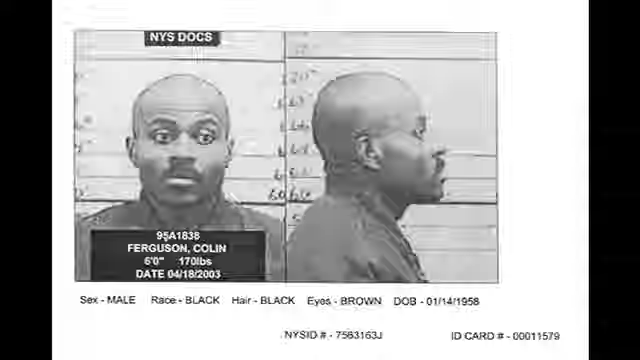 NYS DOCS
95A1838
FERGUSON, COLIN
6'0" 170lbs
DATE 04/18/2003
Sex - MALE Race - BLACK Hair - BLACK Eyes - BROWN DOB - 01/14/1958
NYSID # - 7563163J ID CARD # - 00011579